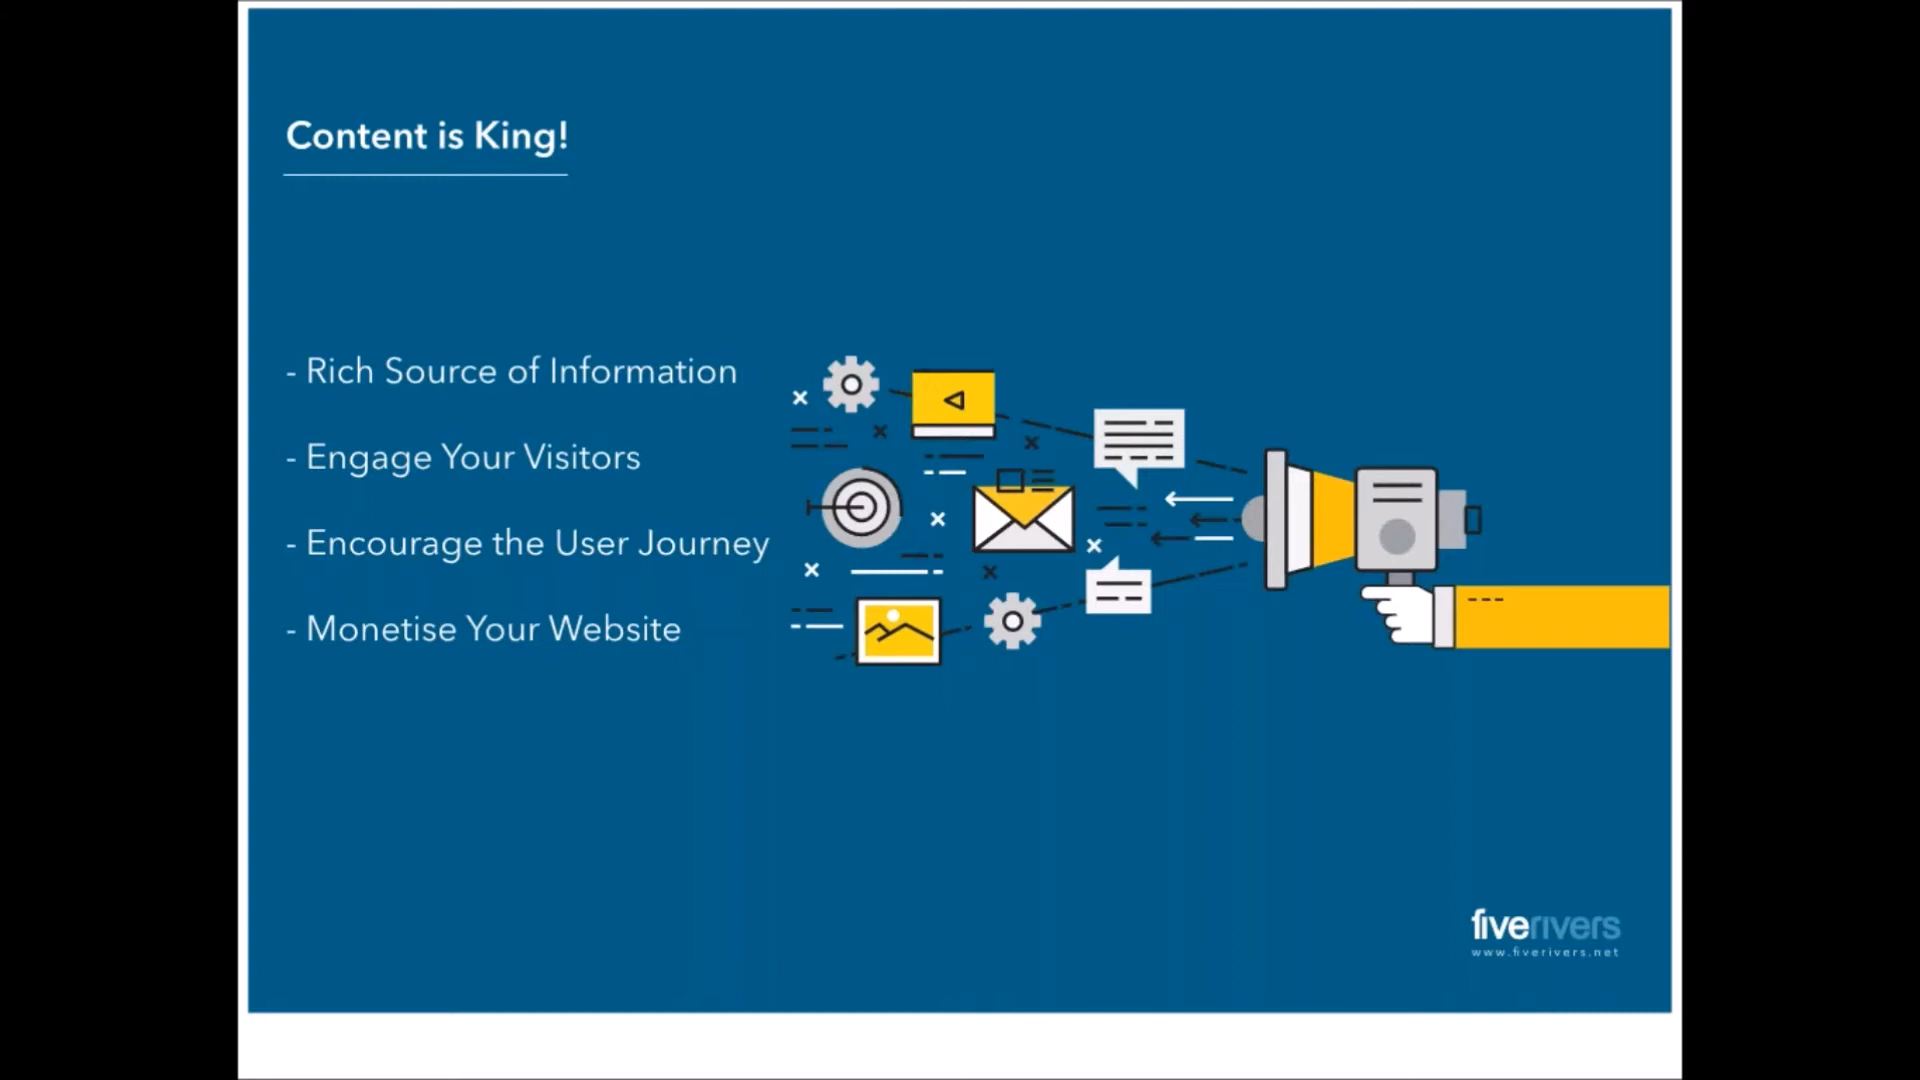 Content is King!
- Rich Source of Information
- Engage Your Visitors
- Encourage the User Journey
- Monetise Your Website
fiverivers
www.fiverivers.net